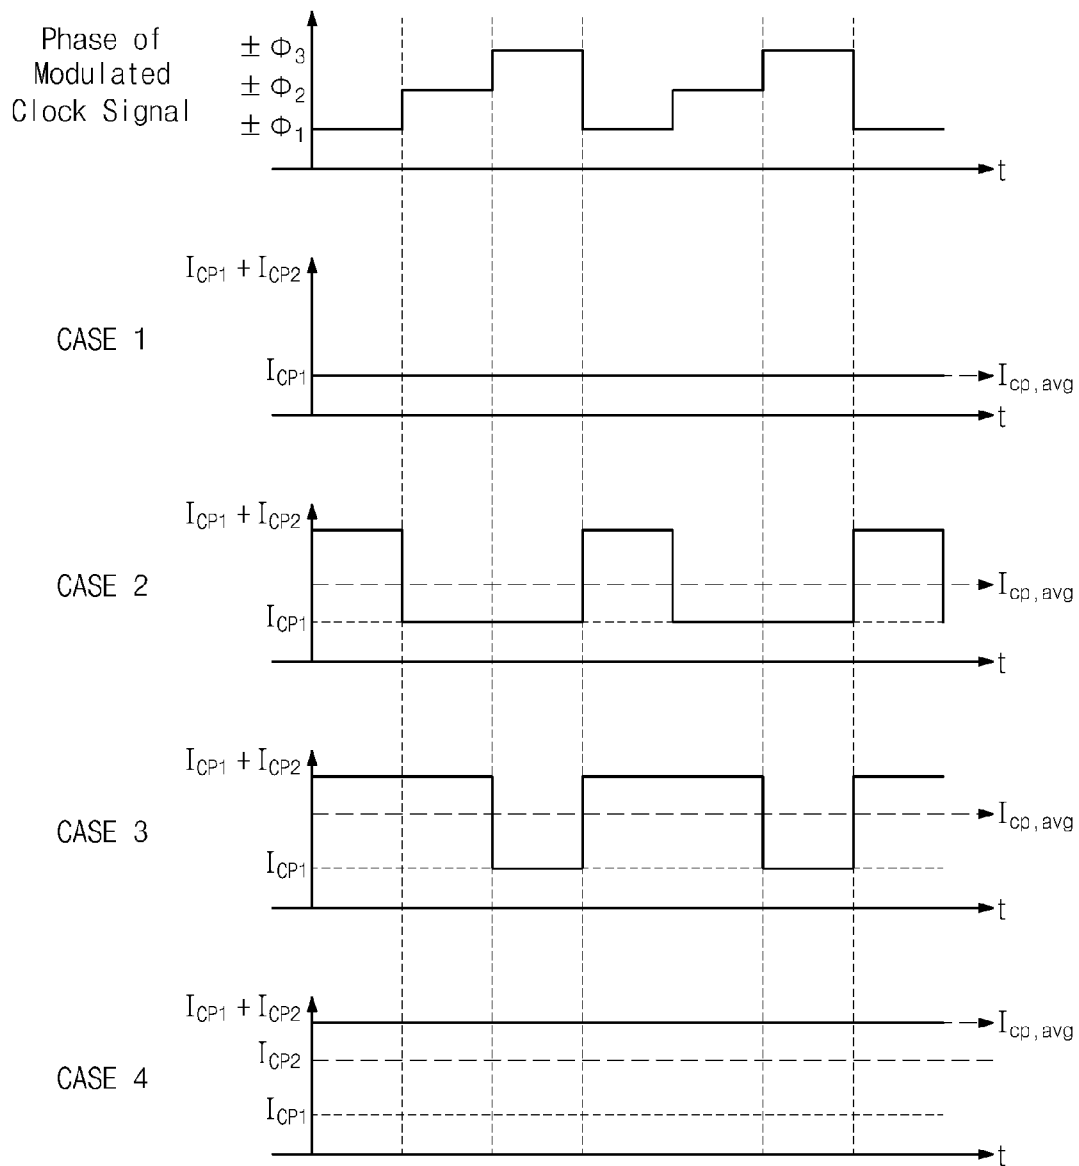 Phase of
Modulated
Clock Signal
± Φ3
± Φ2
± Φ1
t
CASE 1
ICP1 + ICP2
ICP1
Icp,avg
t
CASE 2
ICP1 + ICP2
ICP1
Icp,avg
t
CASE 3
ICP1 + ICP2
ICP1
Icp,avg
t
CASE 4
ICP1 + ICP2
ICP2
ICP1
Icp,avg
t